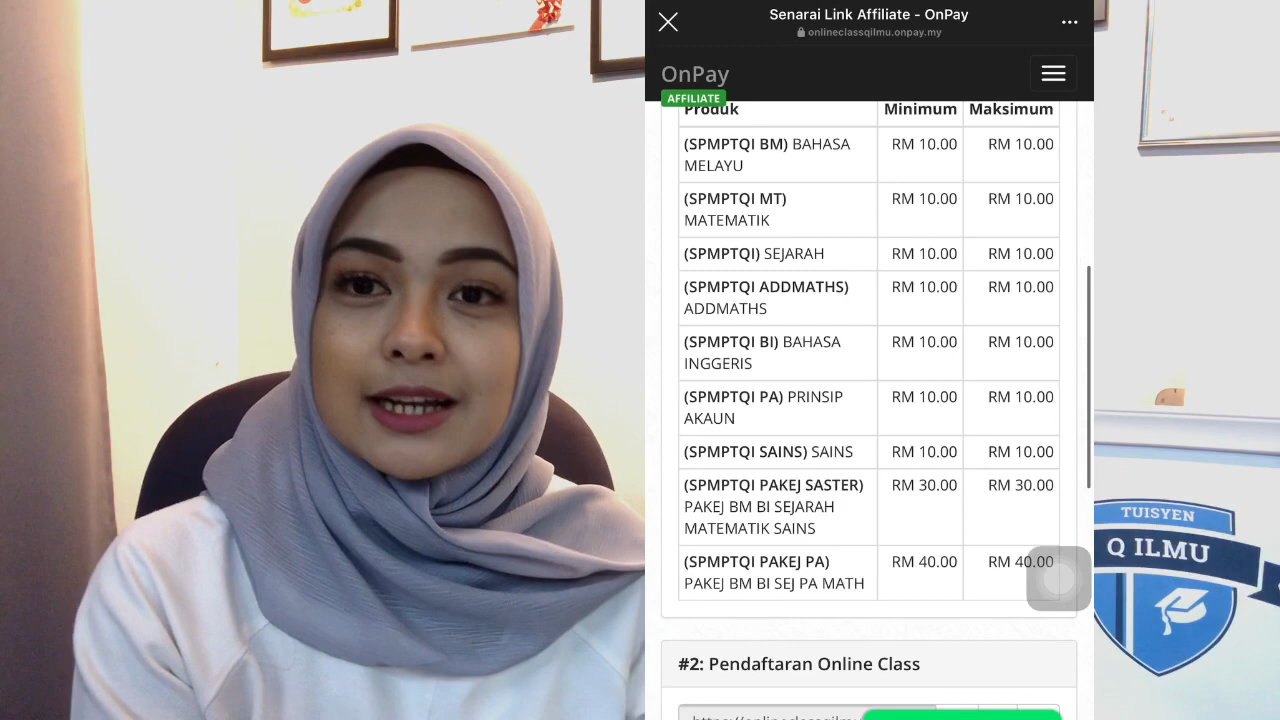 Senarai Link Affiliate - OnPay
onlineclassqilmu.onpay.my
OnPay
AFFILIATE
Produk Minimum Maksimum
(SPMPTQI BM) BAHASA RM 10.00 RM 10.00
MELAYU
(SPMPTQI MT) RM 10.00 RM 10.00
MATEMATIK
(SPMPTQI) SEJARAH RM 10.00 RM 10.00
(SPMPTQI ADDMATHS) RM 10.00 RM 10.00
ADDMATHS
(SPMPTQI BI) BAHASA RM 10.00 RM 10.00
INGGERIS
(SPMPTQI PA) PRINSIP RM 10.00 RM 10.00
AKAUN
(SPMPTQI SAINS) SAINS RM 10.00 RM 10.00
(SPMPTQI PAKEJ SASTER) RM 30.00 RM 30.00
PAKEJ BM BI SEJARAH
MATEMATIK SAINS
(SPMPTQI PAKEJ PA) RM 40.00 RM 40.00
PAKEJ BM BI SEJ PA MATH
#2: Pendaftaran Online Class
TUISYEN
Q ILMU